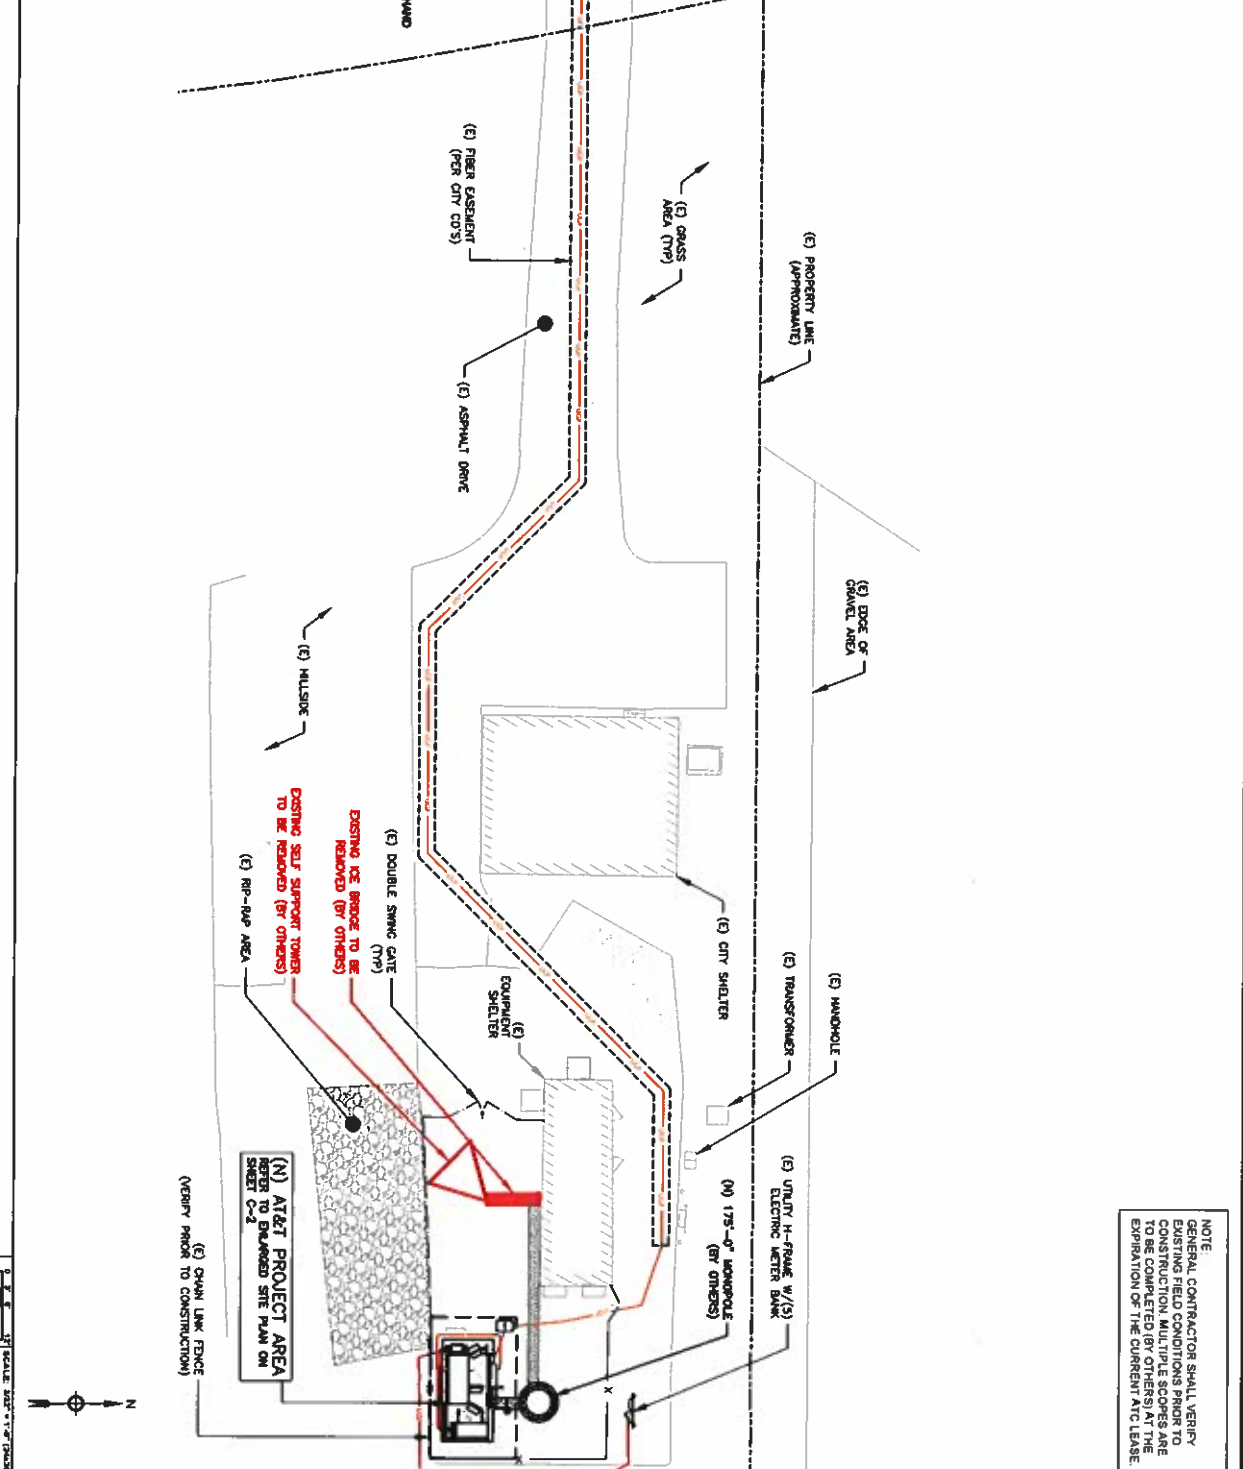 HAND
(E) FIBER EASEMENT
(PER CITY CD'S)
(E) GRASS
AREA (TYP)
(E) PROPERTY LINE
(APPROXIMATE)
(E) ASPHALT DRIVE
(E) EDGE OF
GRAVEL AREA
(E) HILLSIDE
EXISTING SELF SUPPORT TOWER
TO BE REMOVED (BY OTHERS)
EXISTING ICE BRIDGE TO BE
REMOVED (BY OTHERS)
(E) DOUBLE SWING GATE
(TYP)
(E) RIP-RAP AREA
(E) CITY SHELTER
(E) TRANSFORMER
(E) HANDHOLE
(E)
EQUIPMENT
SHELTER
(E) UTILITY H-FRAME W/(5)
ELECTRIC METER BANK
(N) 175'-0" MONOPOLE
(BY OTHERS)
(N) AT&T PROJECT AREA
REFER TO ENLARGED SITE PLAN ON
SHEET C-2
(E) CHAIN LINK FENCE
(VERIFY PRIOR TO CONSTRUCTION)
NOTE:
GENERAL CONTRACTOR SHALL VERIFY
EXISTING FIELD CONDITIONS PRIOR TO
CONSTRUCTION. MULTIPLE SCOPES ARE
TO BE COMPLETED (BY OTHERS) AT THE
EXPIRATION OF THE CURRENT ATC LEASE.
N
X
X
SCALE: